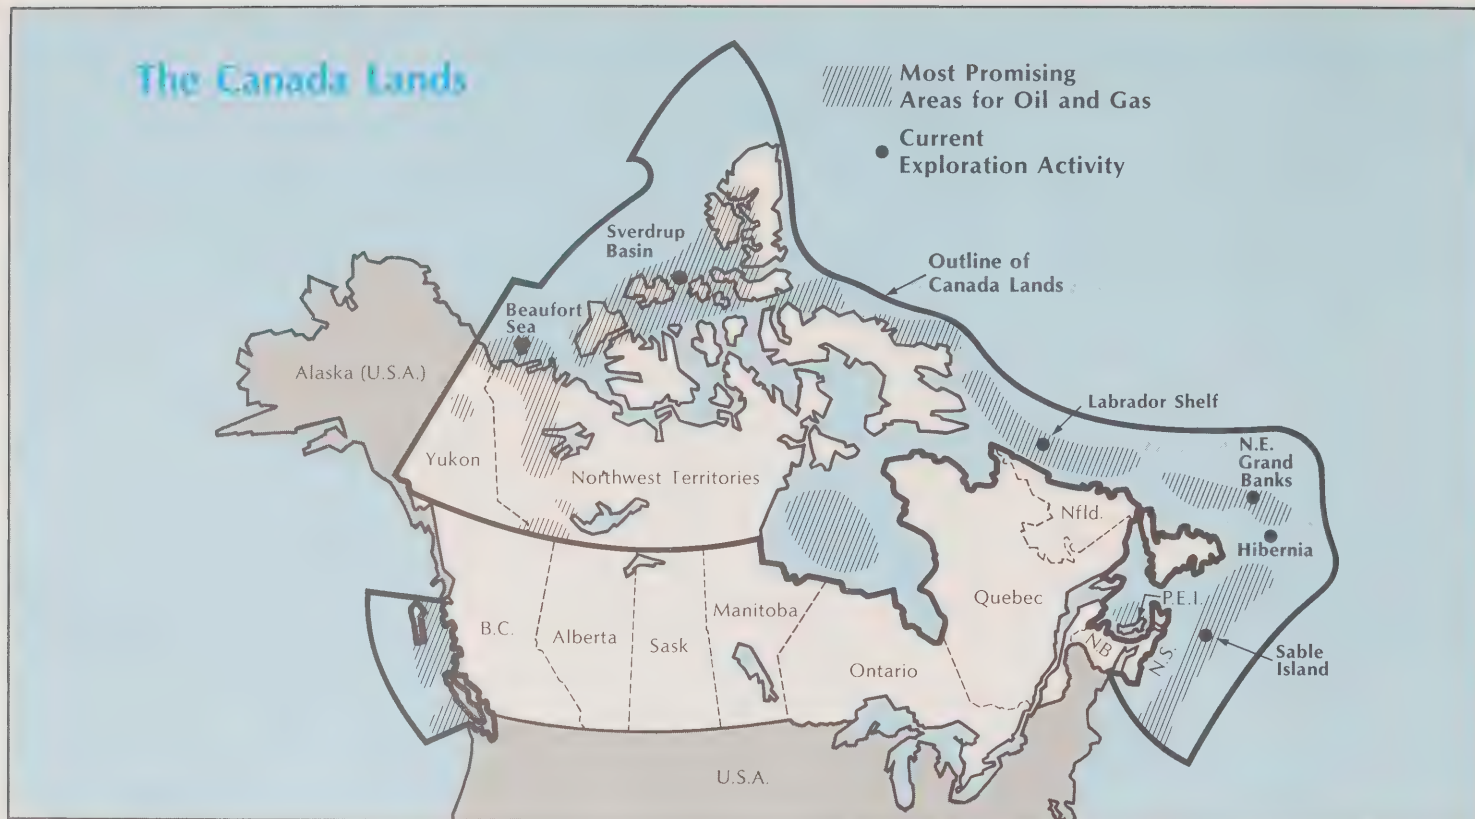 The Canada Lands
Most Promising
Areas for Oil and Gas
Current
Exploration Activity
Sverdrup
Basin
Outline of
Canada Lands
Beaufort
Sea
Alaska (U.S.A.)
Labrador Shelf
N.E.
Grand
Banks
Yukon
Northwest Territories
Nfld.
Hibernia
Quebec
P.E.I.
Manitoba
B.C.
Alberta
Sask
NB
N.S.
Ontario
Sable
Island
U.S.A.